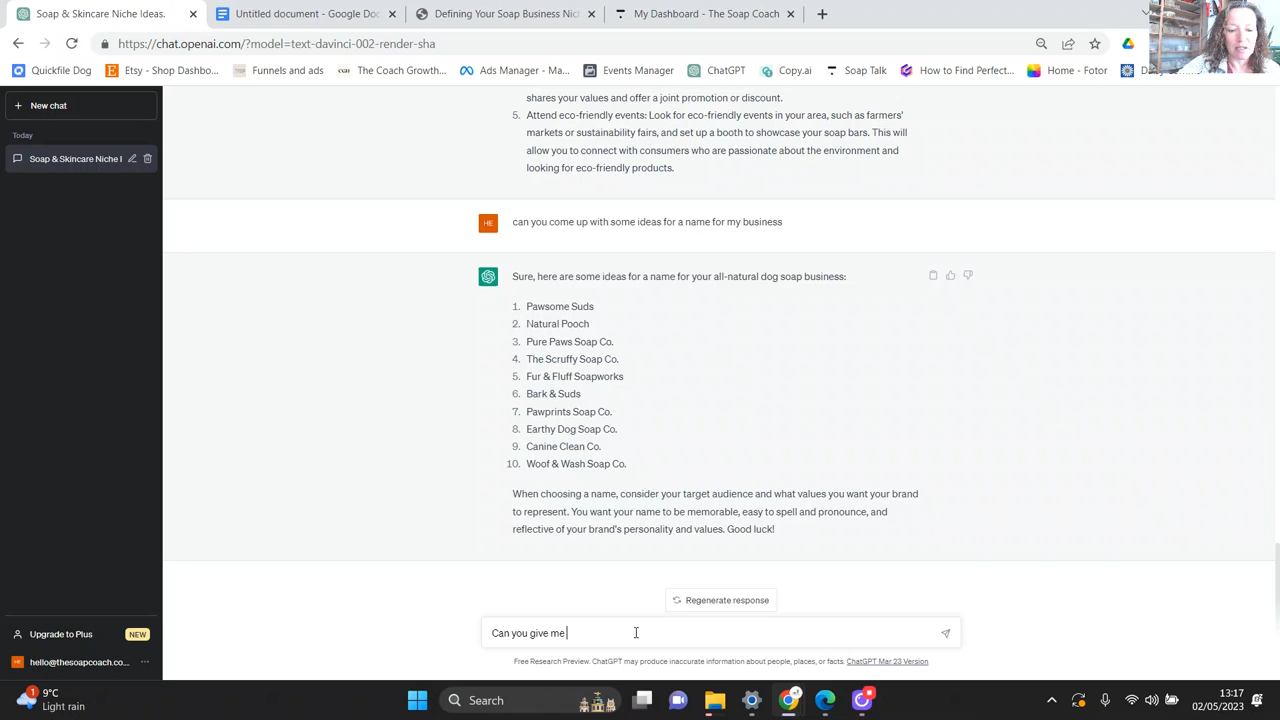 Soap & Skincare Niche Ideas.
Untitled document - Google Doc
Defining Your Soap Business Nic
My Dashboard - The Soap Coach
https://chat.openai.com/?model=text-davinci-002-render-sha
Quickfile Dog
Etsy - Shop Dashbo...
Funnels and ads
The Coach Growth...
Ads Manager - Ma...
Events Manager
ChatGPT
Copy.ai
Soap Talk
How to Find Perfect...
Home - Fotor
New chat
Today
Soap & Skincare Niche I
shares your values and offer a joint promotion or discount.
5. Attend eco-friendly events: Look for eco-friendly events in your area, such as farmers'
markets or sustainability fairs, and set up a booth to showcase your soap bars. This will
allow you to connect with consumers who are passionate about the environment and
looking for eco-friendly products.
HE
can you come up with some ideas for a name for my business
Sure, here are some ideas for a name for your all-natural dog soap business:
1. Pawsome Suds
2. Natural Pooch
3. Pure Paws Soap Co.
4. The Scruffy Soap Co.
5. Fur & Fluff Soapworks
6. Bark & Suds
7. Pawprints Soap Co.
8. Earthy Dog Soap Co.
9. Canine Clean Co.
10. Woof & Wash Soap Co.
When choosing a name, consider your target audience and what values you want your brand
to represent. You want your name to be memorable, easy to spell and pronounce, and
reflective of your brand's personality and values. Good luck!
Regenerate response
Can you give me
Free Research Preview. ChatGPT may produce inaccurate information about people, places, or facts. ChatGPT Mar 23 Version
Upgrade to Plus
NEW
HE
hello@thesoapcoach.co...
1
9°C
Light rain
Search
13:17
02/05/2023